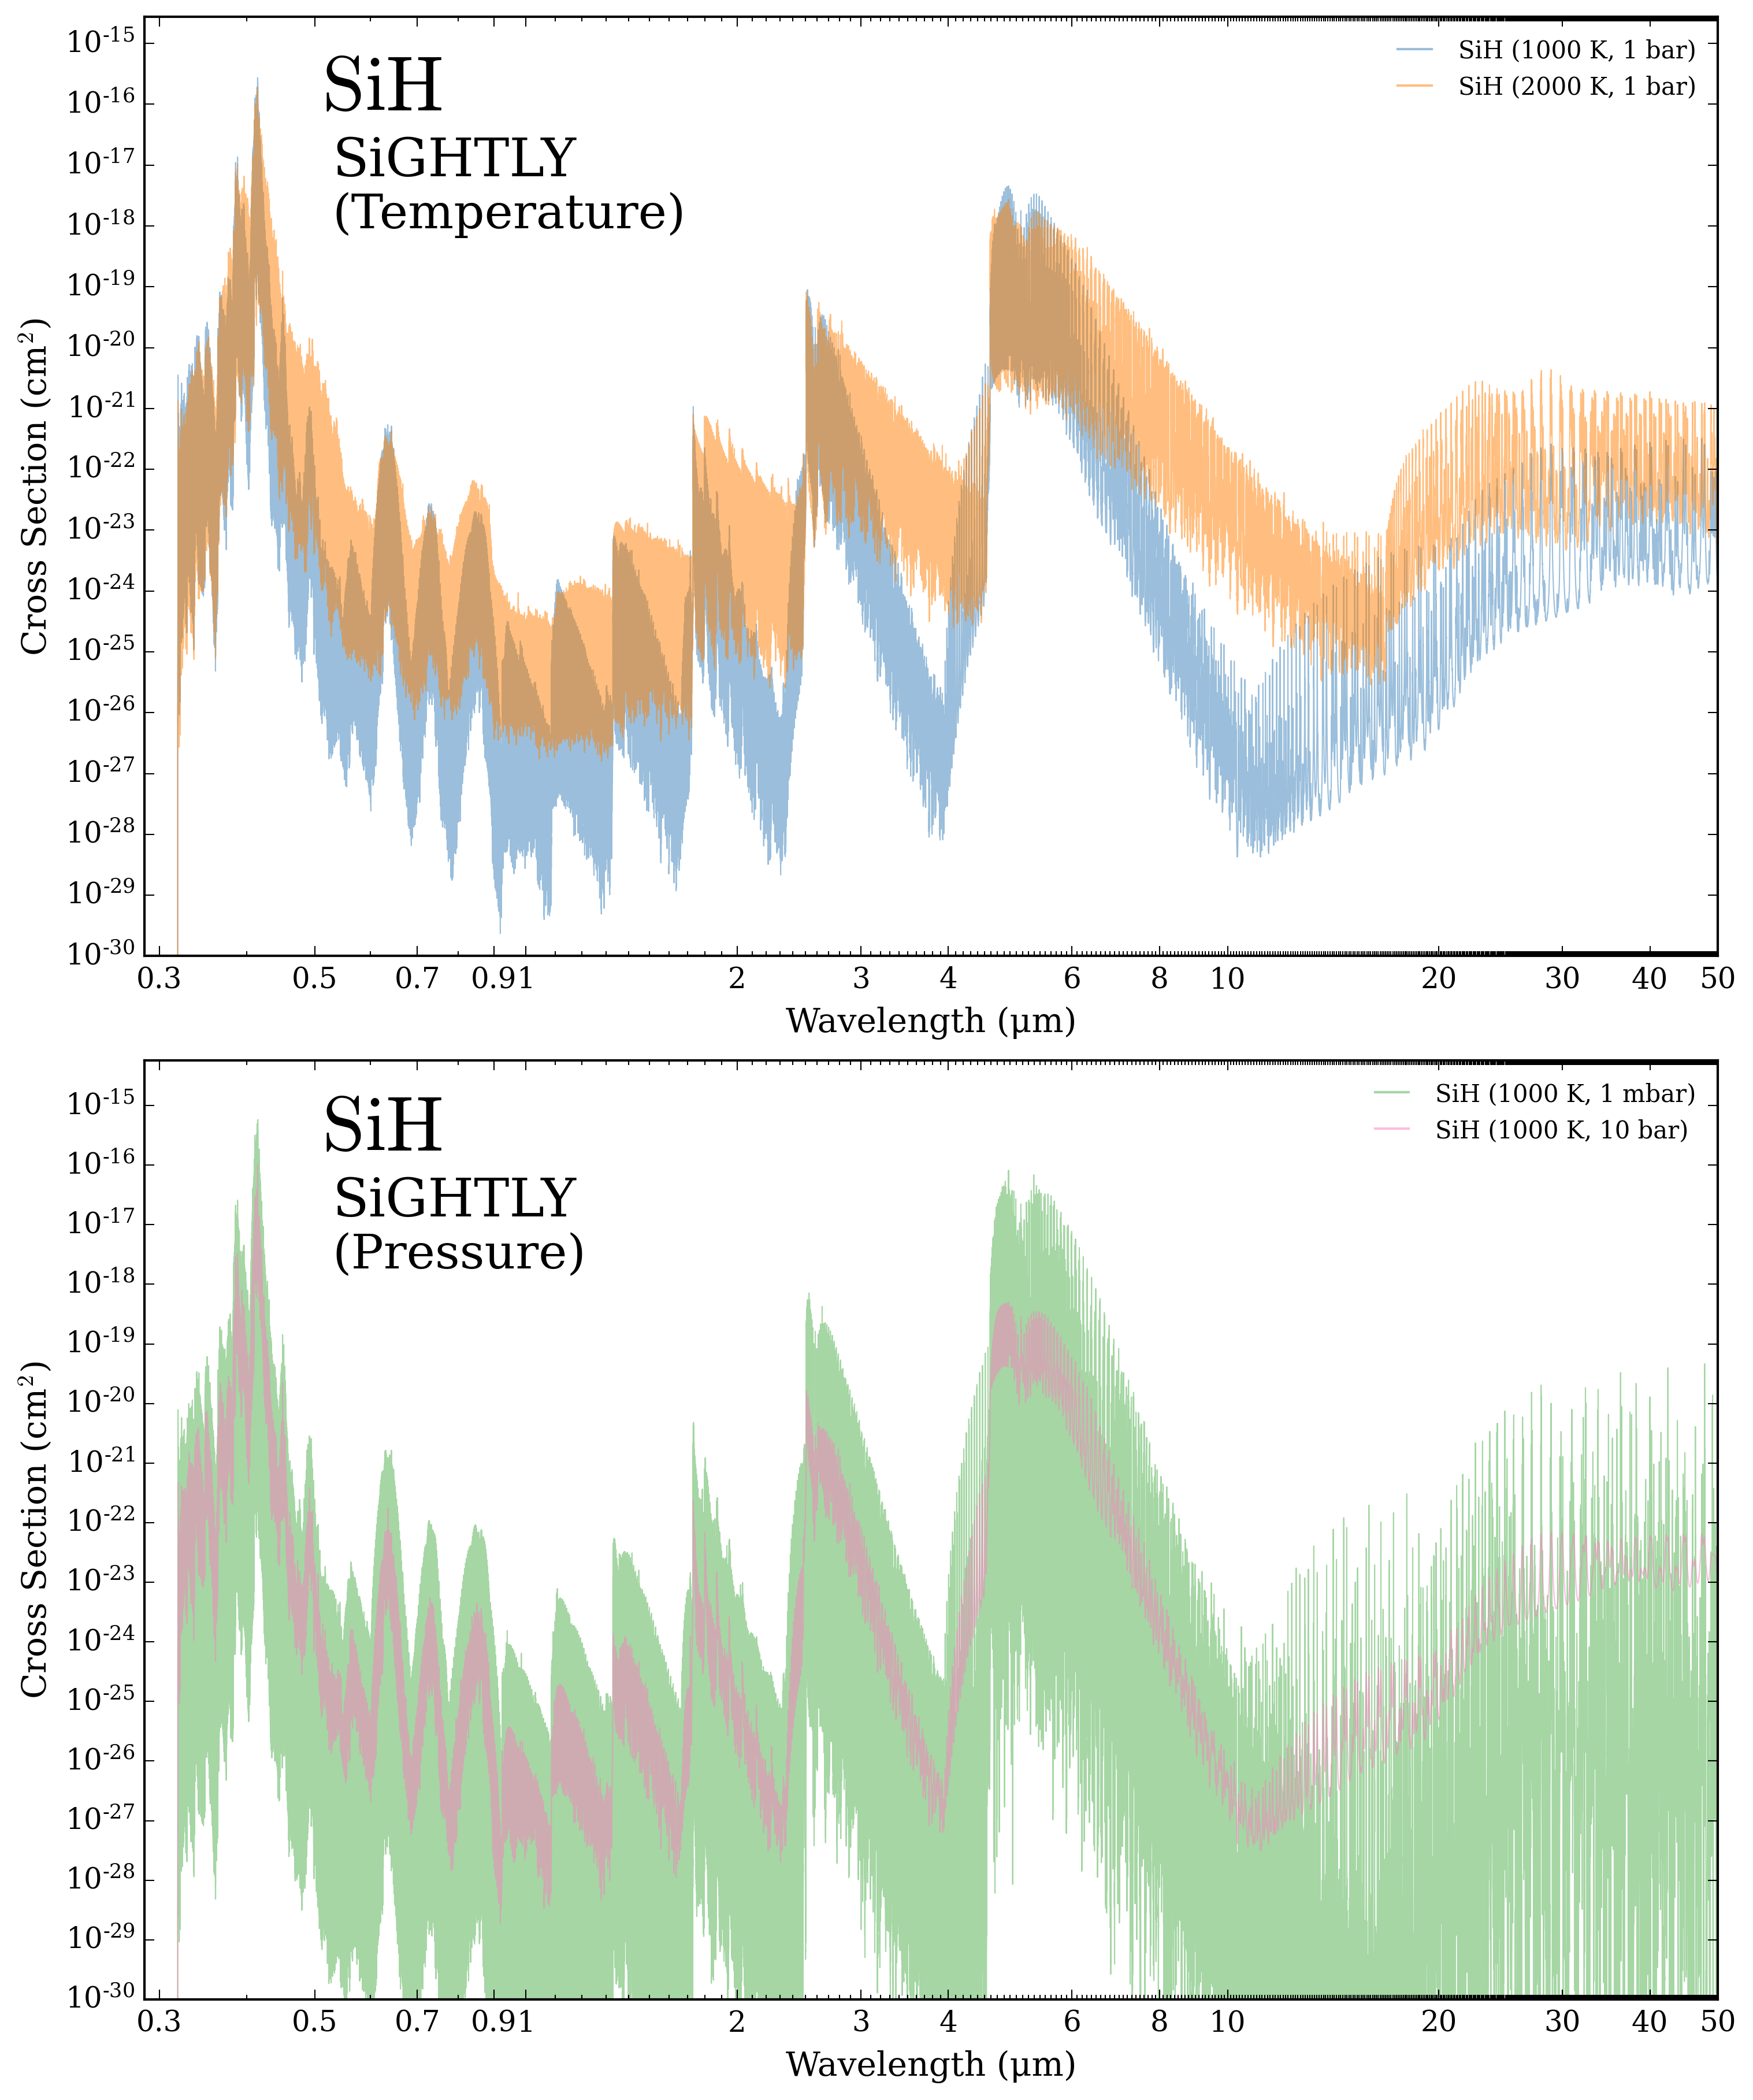 10^-15
10^-16
10^-17
10^-18
10^-19
10^-20
10^-21
10^-22
10^-23
10^-24
10^-25
10^-26
10^-27
10^-28
10^-29
10^-30
Cross Section (cm²)
SiH
SiGHTLY
(Temperature)
SiH (1000 K, 1 bar)
SiH (2000 K, 1 bar)
0.3 0.5 0.7 0.9 1 2 3 4 6 8 10 20 30 40 50
Wavelength (μm)
10^-15
10^-16
10^-17
10^-18
10^-19
10^-20
10^-21
10^-22
10^-23
10^-24
10^-25
10^-26
10^-27
10^-28
10^-29
10^-30
Cross Section (cm²)
SiH
SiGHTLY
(Pressure)
SiH (1000 K, 1 mbar)
SiH (1000 K, 10 bar)
0.3 0.5 0.7 0.9 1 2 3 4 6 8 10 20 30 40 50
Wavelength (μm)